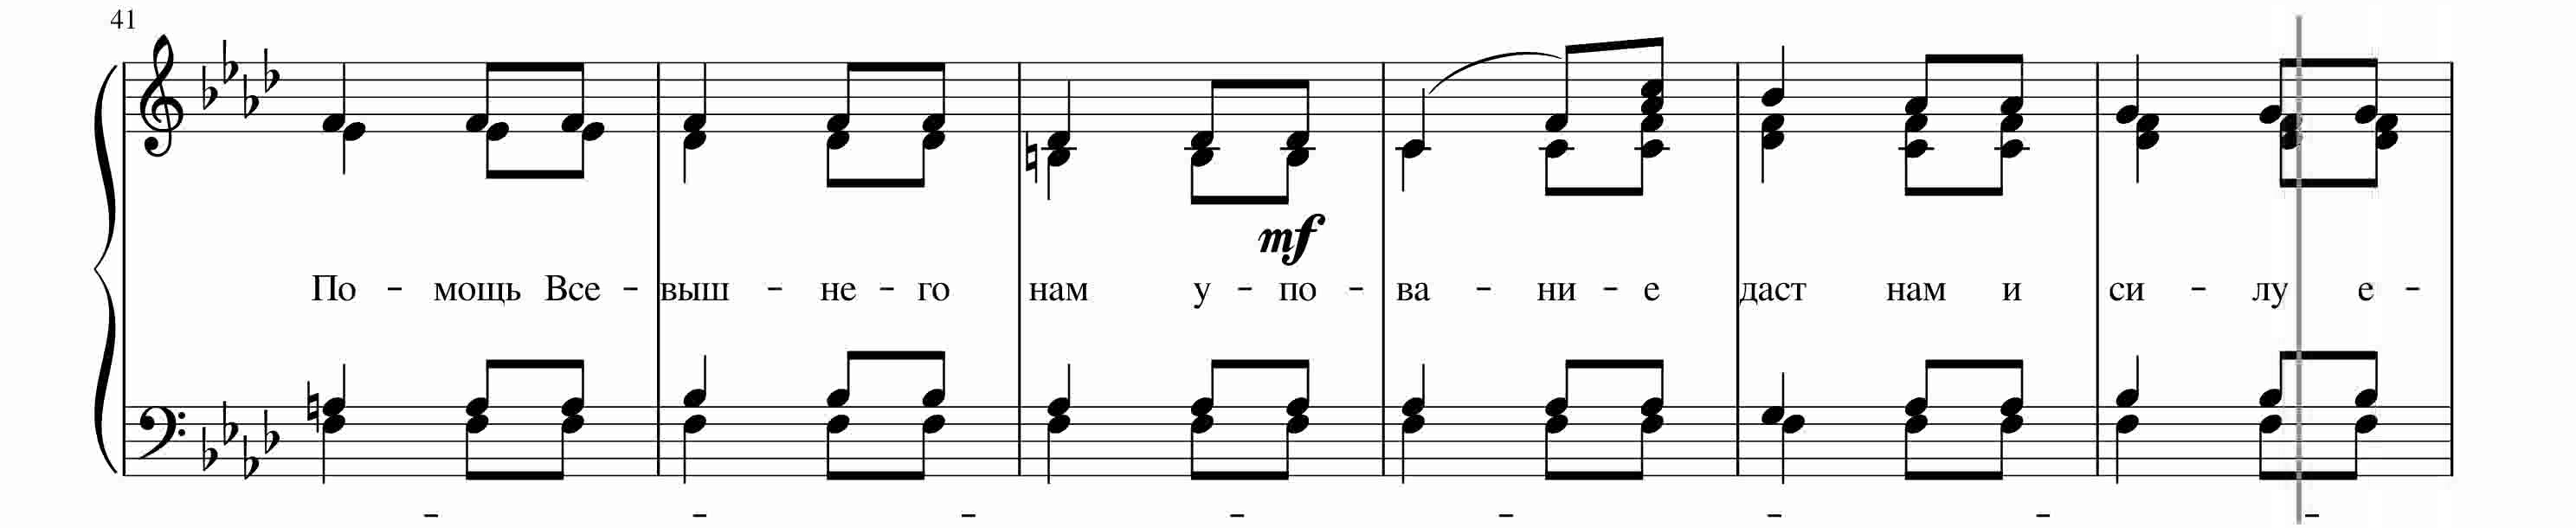 41
mf
По - мощь Все - выш - не - го нам у - по - ва - ни - е даст нам и си - лу е -
- - - - - - - -